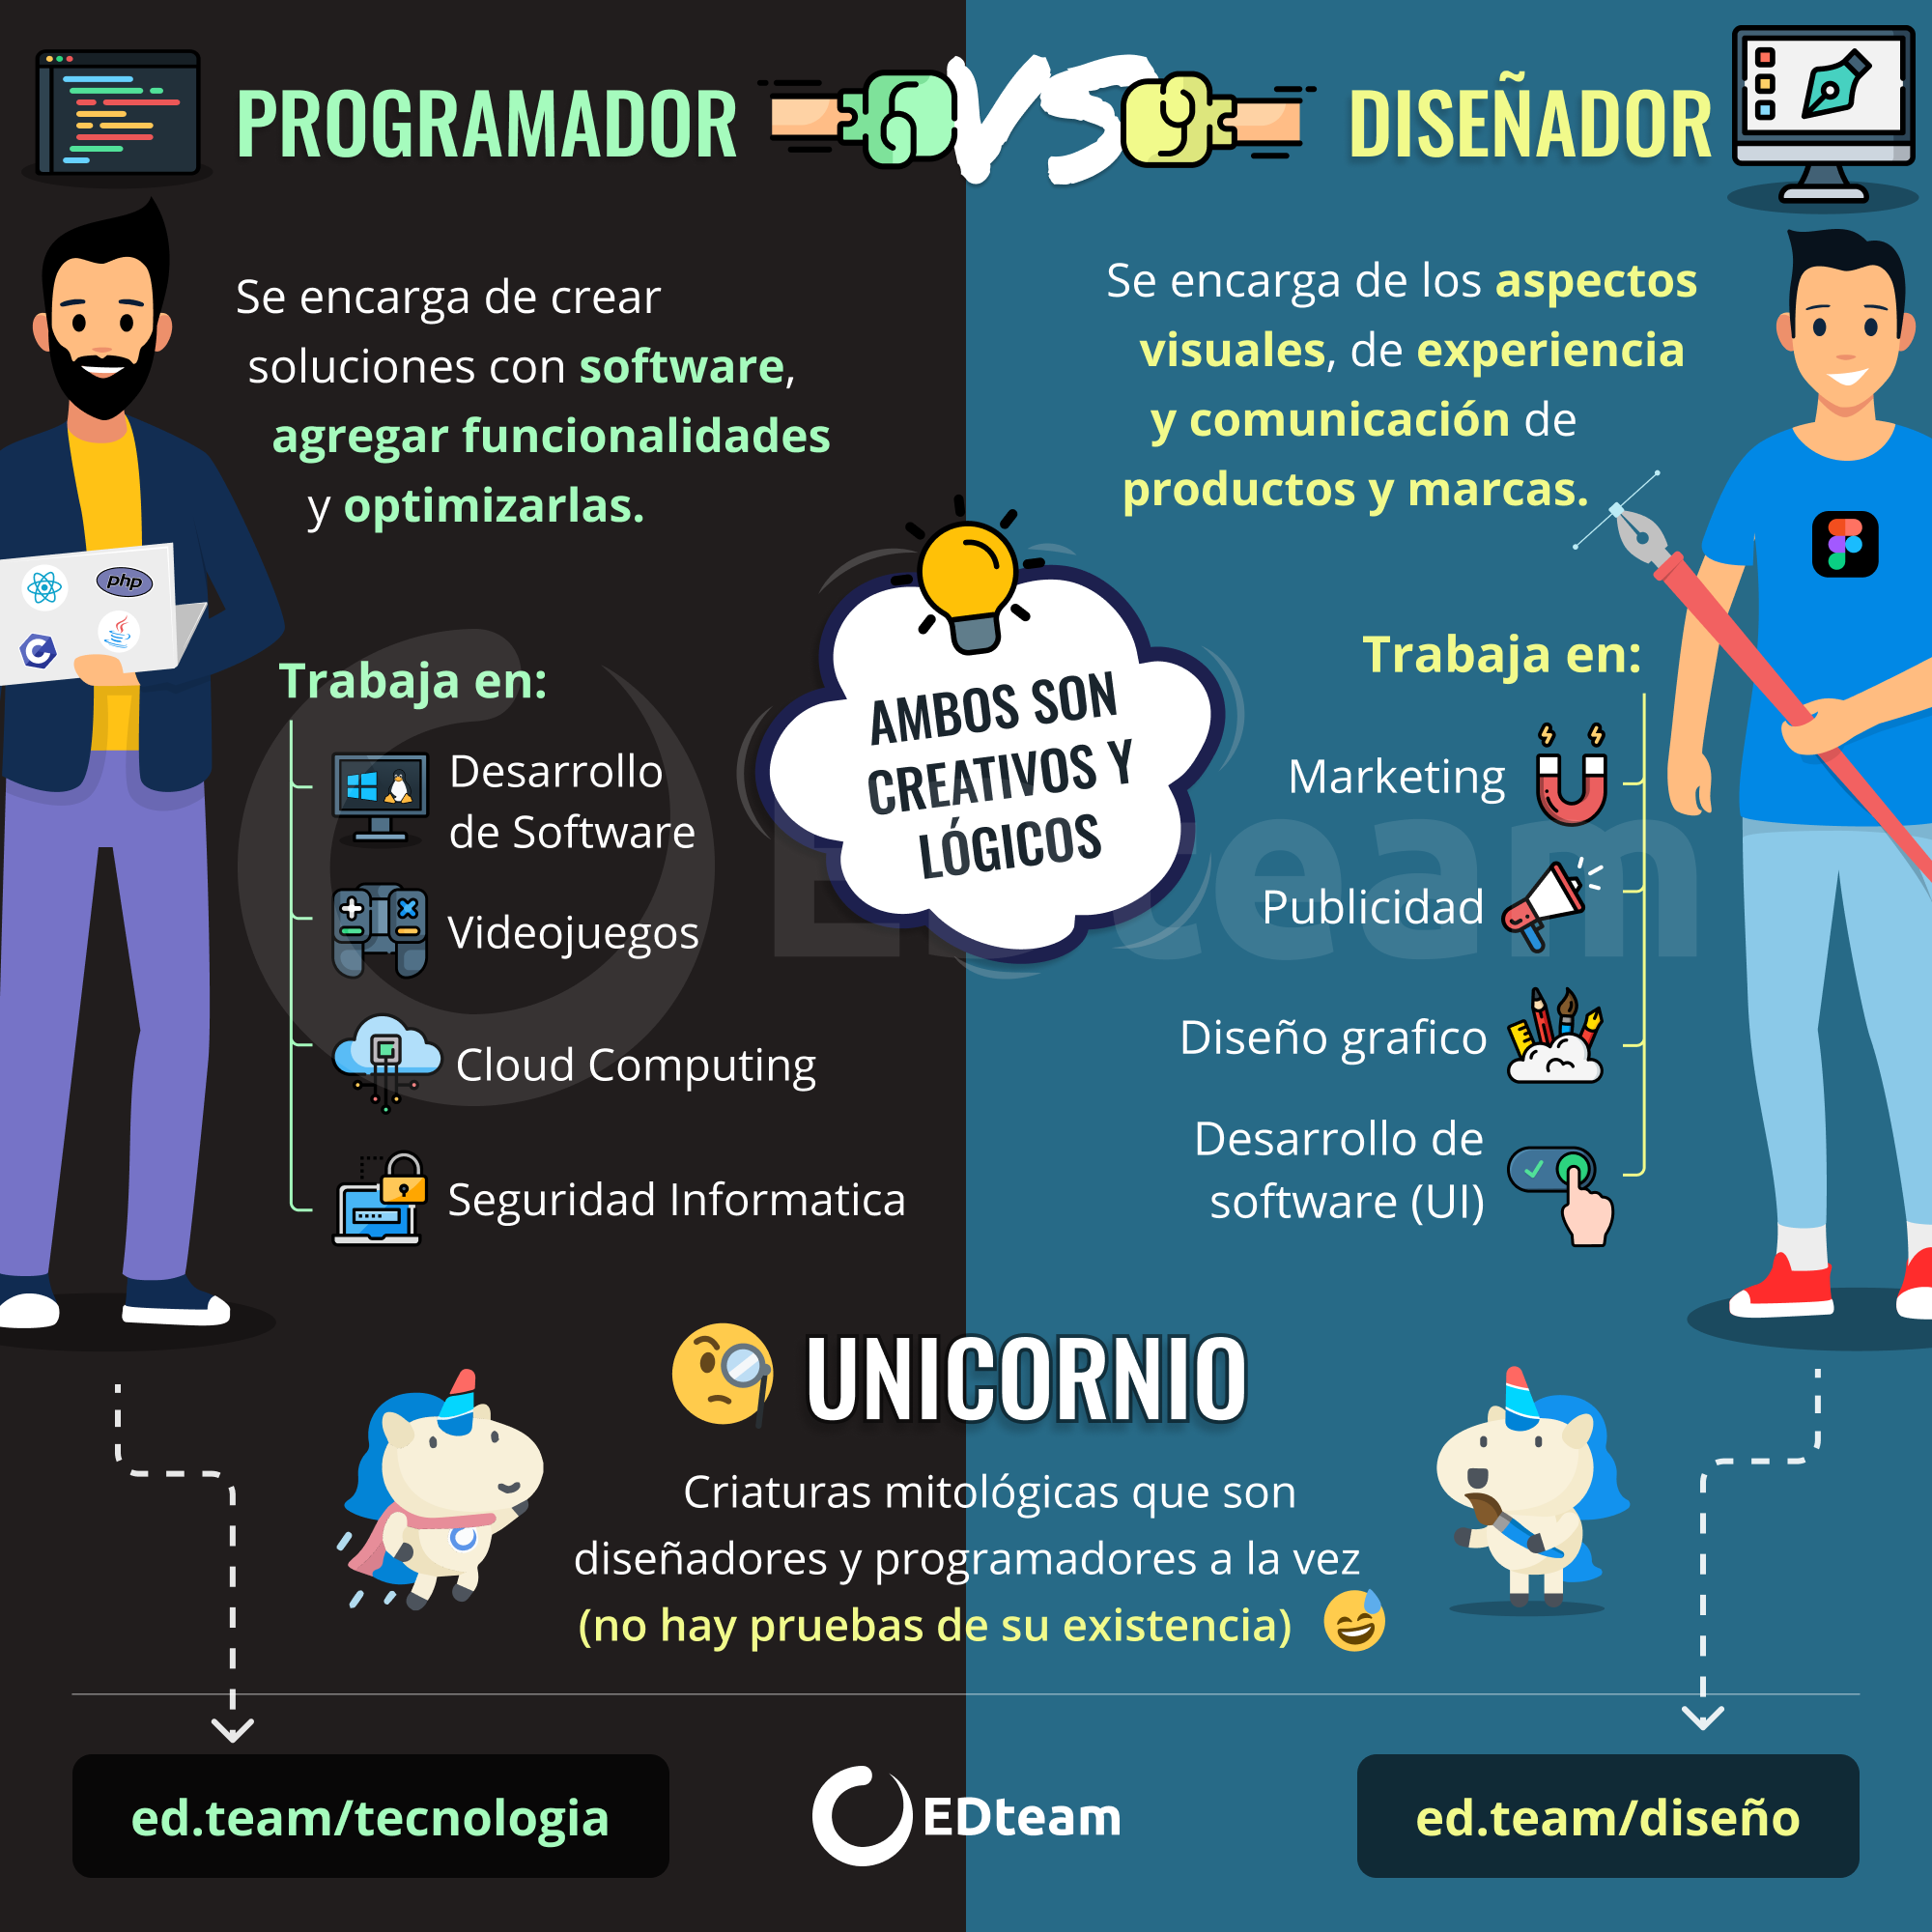 PROGRAMADOR
VS
DISEÑADOR
Se encarga de crear
soluciones con software,
agregar funcionalidades
y optimizarlas.
Se encarga de los aspectos
visuales, de experiencia
y comunicación de
productos y marcas.
php
C
AMBOS SON
CREATIVOS Y
LÓGICOS
Trabaja en:
Desarrollo
de Software
Videojuegos
Cloud Computing
Seguridad Informatica
Trabaja en:
Marketing
Publicidad
Diseño grafico
Desarrollo de
software (UI)
EDteam
UNICORNIO
Criaturas mitológicas que son
diseñadores y programadores a la vez
(no hay pruebas de su existencia)
ed.team/tecnologia
EDteam
ed.team/diseño